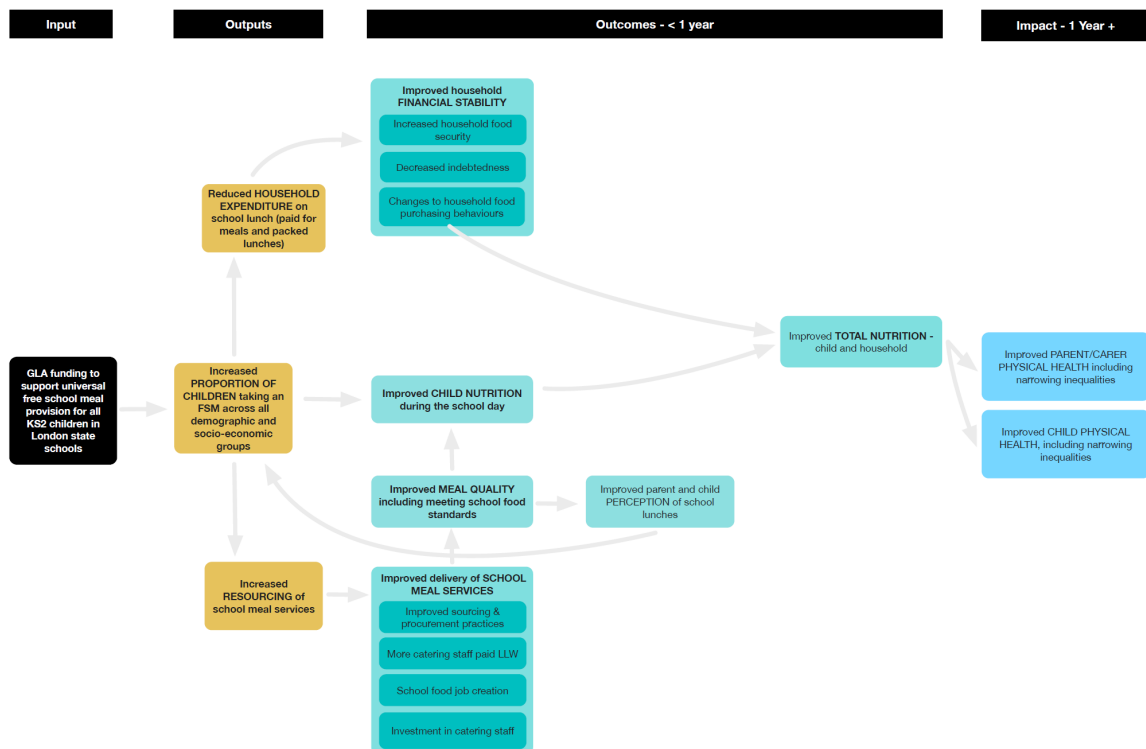 Input
Outputs
Outcomes - < 1 year
Impact - 1 Year +
Improved household
FINANCIAL STABILITY
Increased household food
security
Decreased indebtedness
Changes to household food
purchasing behaviours
Reduced HOUSEHOLD
EXPENDITURE on
school lunch (paid for
meals and packed
lunches)
GLA funding to
support universal
free school meal
provision for all
KS2 children in
London state
schools
Increased
PROPORTION OF
CHILDREN taking an
FSM across all
demographic and
socio-economic
groups
Improved CHILD NUTRITION
during the school day
Improved TOTAL NUTRITION -
child and household
Improved PARENT/CARER
PHYSICAL HEALTH including
narrowing inequalities
Improved CHILD PHYSICAL
HEALTH, including narrowing
inequalities
Improved MEAL QUALITY
including meeting school food
standards
Improved parent and child
PERCEPTION of school
lunches
Increased
RESOURCING of
school meal services
Improved delivery of SCHOOL
MEAL SERVICES
Improved sourcing &
procurement practices
More catering staff paid LLW
School food job creation
Investment in catering staff